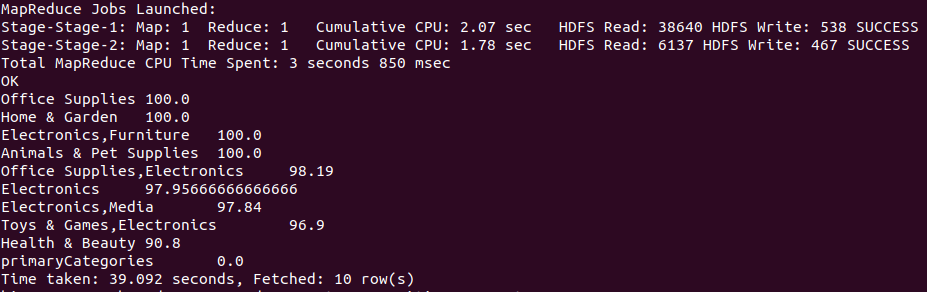 MapReduce Jobs Launched:
Stage-Stage-1: Map: 1  Reduce: 1   Cumulative CPU: 2.07 sec   HDFS Read: 38640 HDFS Write: 538 SUCCESS
Stage-Stage-2: Map: 1  Reduce: 1   Cumulative CPU: 1.78 sec   HDFS Read: 6137 HDFS Write: 467 SUCCESS
Total MapReduce CPU Time Spent: 3 seconds 850 msec
OK
Office Supplies 100.0
Home & Garden   100.0
Electronics,Furniture   100.0
Animals & Pet Supplies  100.0
Office Supplies,Electronics     98.19
Electronics     97.95666666666666
Electronics,Media       97.84
Toys & Games,Electronics        96.9
Health & Beauty 90.8
primaryCategories       0.0
Time taken: 39.092 seconds, Fetched: 10 row(s)